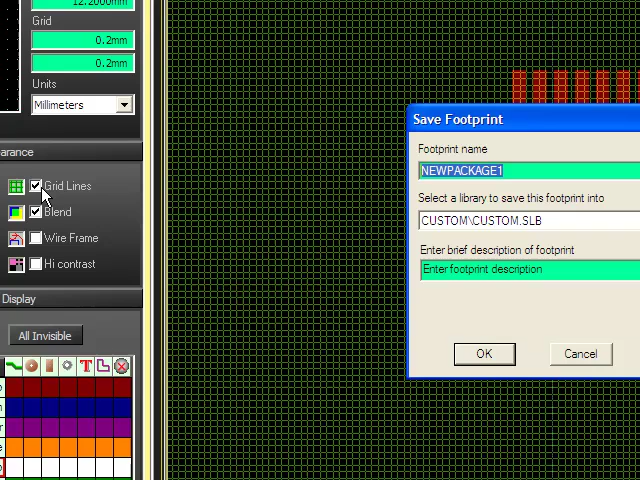 12.2000mm
Grid
0.2mm
0.2mm
Units
Millimeters
arance
Grid Lines
Blend
Wire Frame
Hi contrast
Display
All Invisible
T
Save Footprint
Footprint name
NEWPACKAGE1
Select a library to save this footprint into
CUSTOM\CUSTOM.SLB
Enter brief description of footprint
Enter footprint description
OK
Cancel